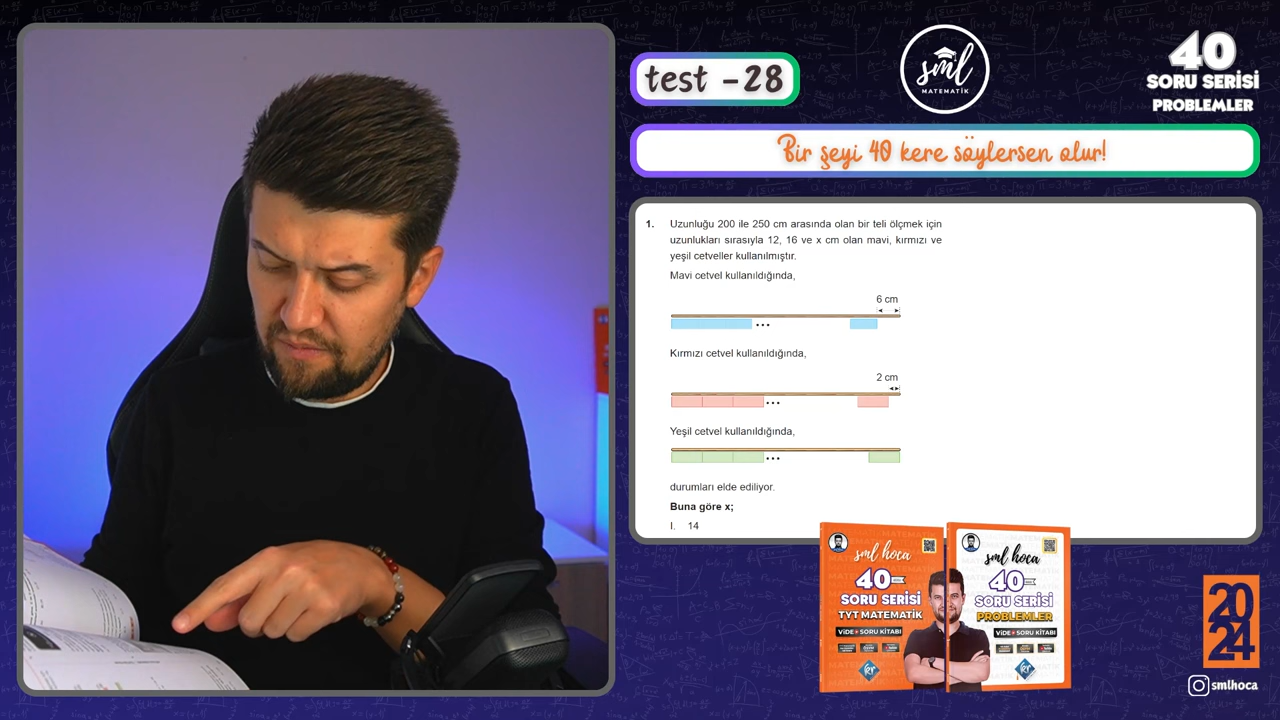 test - 28
sml
MATEMATİK
40
SORU SERİSİ
PROBLEMLER
Bir şeyi 40 kere söylersen olur!
1. Uzunluğu 200 ile 250 cm arasında olan bir teli ölçmek için
uzunlukları sırasıyla 12, 16 ve x cm olan mavi, kırmızı ve
yeşil cetveller kullanılmıştır.
Mavi cetvel kullanıldığında,
6 cm
Kırmızı cetvel kullanıldığında,
2 cm
Yeşil cetvel kullanıldığında,
durumları elde ediliyor.
Buna göre x;
I. 14
sml hoca
40
SORU SERİSİ
TYT MATEMATİK
VİDEO SORU KİTABI
sml hoca
40
SORU SERİSİ
PROBLEMLER
VİDEO SORU KİTABI
kr
kr
2024
smlhoca